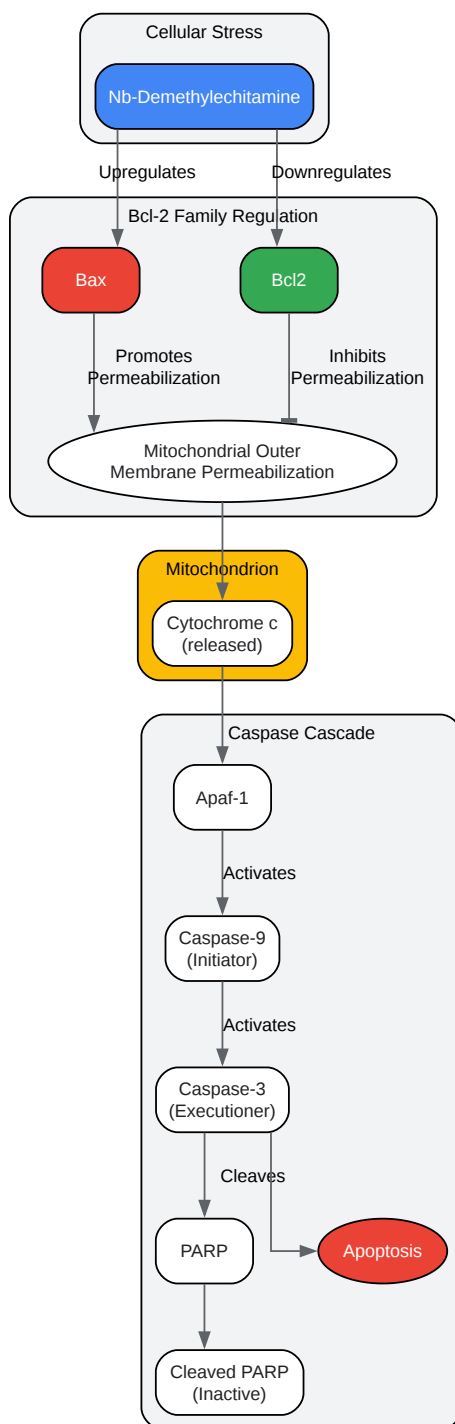 Cellular Stress
Nb-Demethylechitamine
Upregulates
Downregulates
Bcl-2 Family Regulation
Bax
Bcl2
Promotes
Permeabilization
Inhibits
Permeabilization
Mitochondrial Outer
Membrane Permeabilization
Mitochondrion
Cytochrome c
(released)
Caspase Cascade
Apaf-1
Activates
Caspase-9
(Initiator)
Activates
Caspase-3
(Executioner)
Cleaves
PARP
Apoptosis
Cleaved PARP
(Inactive)